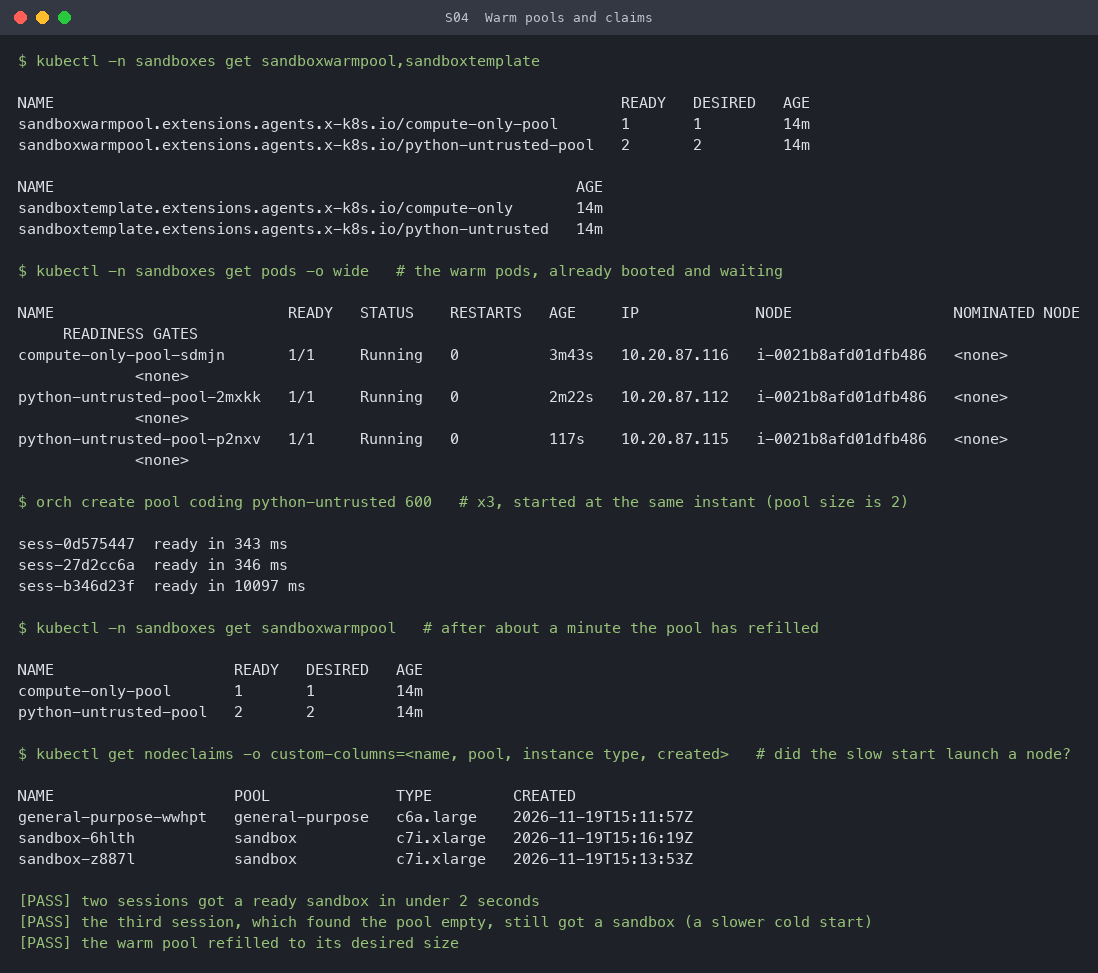 S04  Warm pools and claims
$ kubectl -n sandboxes get sandboxwarmpool,sandboxtemplate
NAME                                                               READY   DESIRED   AGE
sandboxwarmpool.extensions.agents.x-k8s.io/compute-only-pool       1       1         14m
sandboxwarmpool.extensions.agents.x-k8s.io/python-untrusted-pool   2       2         14m
NAME                                                          AGE
sandboxtemplate.extensions.agents.x-k8s.io/compute-only       14m
sandboxtemplate.extensions.agents.x-k8s.io/python-untrusted   14m
$ kubectl -n sandboxes get pods -o wide   # the warm pods, already booted and waiting
NAME                          READY   STATUS    RESTARTS   AGE     IP             NODE                  NOMINATED NODE
     READINESS GATES
compute-only-pool-sdmjn       1/1     Running   0          3m43s   10.20.87.116   i-0021b8afd01dfb486   <none>
             <none>
python-untrusted-pool-2mxkk   1/1     Running   0          2m22s   10.20.87.112   i-0021b8afd01dfb486   <none>
             <none>
python-untrusted-pool-p2nxv   1/1     Running   0          117s    10.20.87.115   i-0021b8afd01dfb486   <none>
             <none>
$ orch create pool coding python-untrusted 600   # x3, started at the same instant (pool size is 2)
sess-0d575447  ready in 343 ms
sess-27d2cc6a  ready in 346 ms
sess-b346d23f  ready in 10097 ms
$ kubectl -n sandboxes get sandboxwarmpool   # after about a minute the pool has refilled
NAME                    READY   DESIRED   AGE
compute-only-pool       1       1         14m
python-untrusted-pool   2       2         14m
$ kubectl get nodeclaims -o custom-columns=<name, pool, instance type, created>   # did the slow start launch a node?
NAME                    POOL              TYPE         CREATED
general-purpose-wwhpt   general-purpose   c6a.large    2026-11-19T15:11:57Z
sandbox-6hlth           sandbox           c7i.xlarge   2026-11-19T15:16:19Z
sandbox-z887l           sandbox           c7i.xlarge   2026-11-19T15:13:53Z
[PASS] two sessions got a ready sandbox in under 2 seconds
[PASS] the third session, which found the pool empty, still got a sandbox (a slower cold start)
[PASS] the warm pool refilled to its desired size